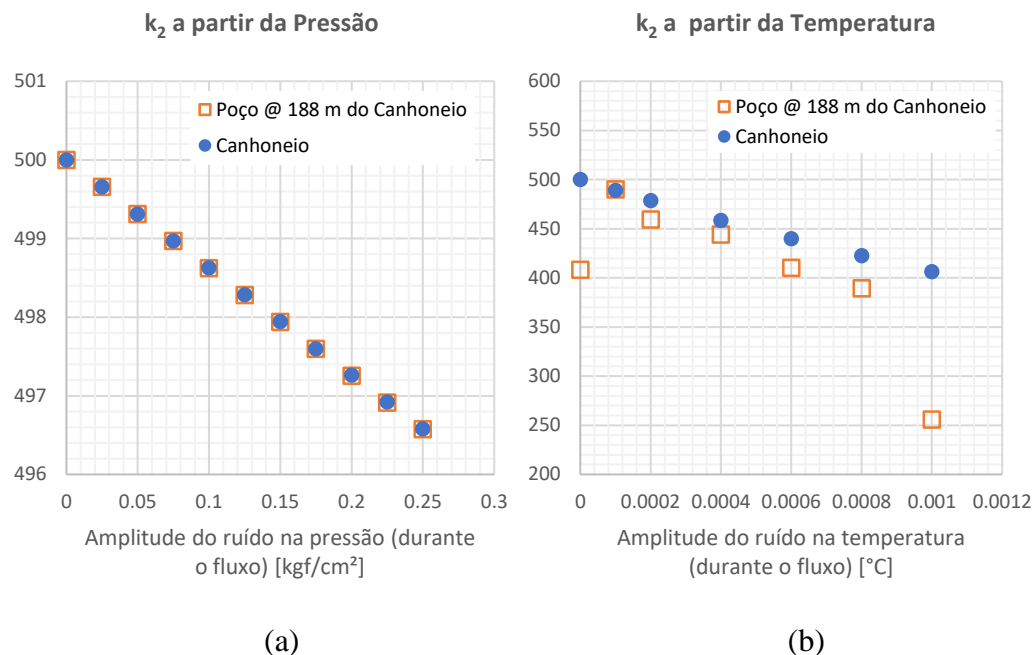 k₂ a partir da Pressão
501
500
499
498
497
496
0 0.05 0.1 0.15 0.2 0.25 0.3
Poço @ 188 m do Canhoneio
Canhoneio
Amplitude do ruído na pressão (durante
o fluxo) [kgf/cm²]
(a)
k₂ a partir da Temperatura
600
550
500
450
400
350
300
250
200
0 0.0002 0.0004 0.0006 0.0008 0.001 0.0012
Poço @ 188 m do Canhoneio
Canhoneio
Amplitude do ruído na temperatura
(durante o fluxo) [°C]
(b)